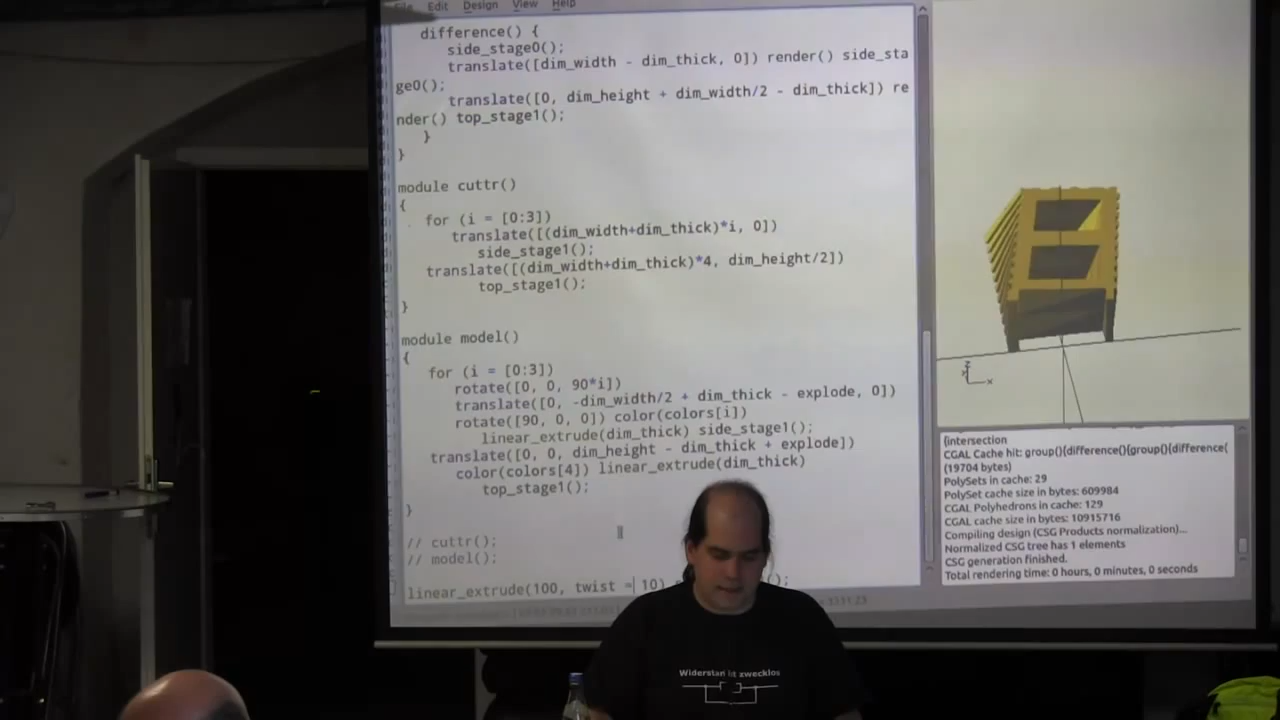 Edit Design View Help
difference() {
side_stage0();
translate([dim_width - dim_thick, 0]) render() side_sta
ge0();
translate([0, dim_height + dim_width/2 - dim_thick]) re
nder() top_stage1();
}
}
module cuttr()
{
for (i = [0:3])
translate([(dim_width+dim_thick)*i, 0])
side_stage1();
translate([(dim_width+dim_thick)*4, dim_height/2])
top_stage1();
}
module model()
{
for (i = [0:3])
rotate([0, 0, 90*i])
translate([0, -dim_width/2 + dim_thick - explode, 0])
rotate([90, 0, 0]) color(colors[i])
linear_extrude(dim_thick) side_stage1();
translate([0, 0, dim_height - dim_thick + explode])
color(colors[4]) linear_extrude(dim_thick)
top_stage1();
}
// cuttr();
// model();
linear_extrude(100, twist = 10)
();
(intersection
CGAL Cache hit: group(){difference(){group(){difference(
(19704 bytes)
PolySets in cache: 29
PolySet cache size in bytes: 609984
CGAL Polyhedrons in cache: 129
CGAL cache size in bytes: 10915716
Compiling design (CSG Products normalization)...
Normalized CSG tree has 1 elements
CSG generation finished.
Total rendering time: 0 hours, 0 minutes, 0 seconds
z
x
zwecklos